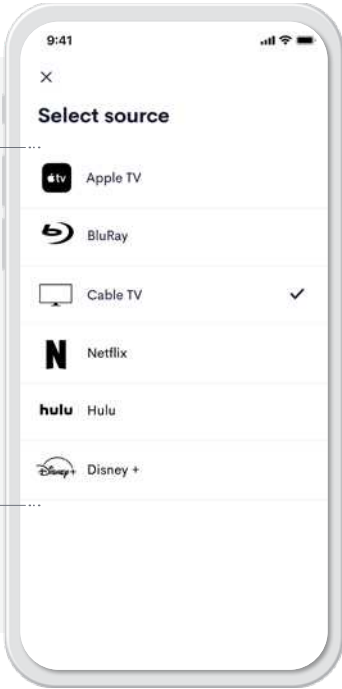 9:41
×
Select source
tv Apple TV
BluRay
Cable TV
N Netflix
hulu Hulu
Disney+ Disney +